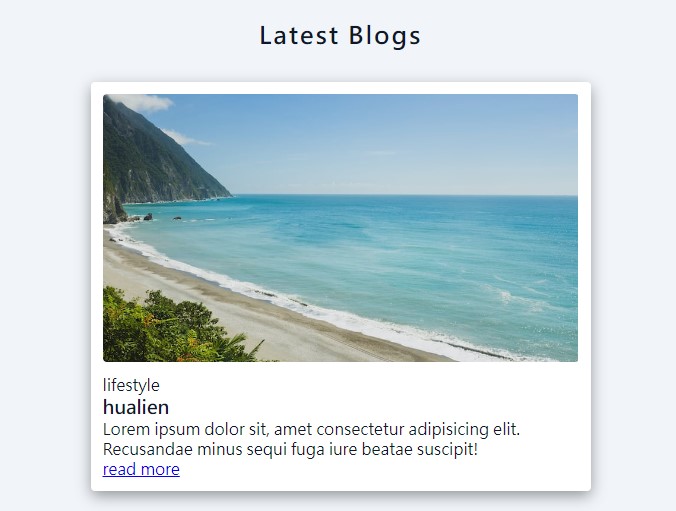 Latest Blogs
lifestyle
hualien
Lorem ipsum dolor sit, amet consectetur adipisicing elit.
Recusandae minus sequi fuga iure beatae suscipit!
read more